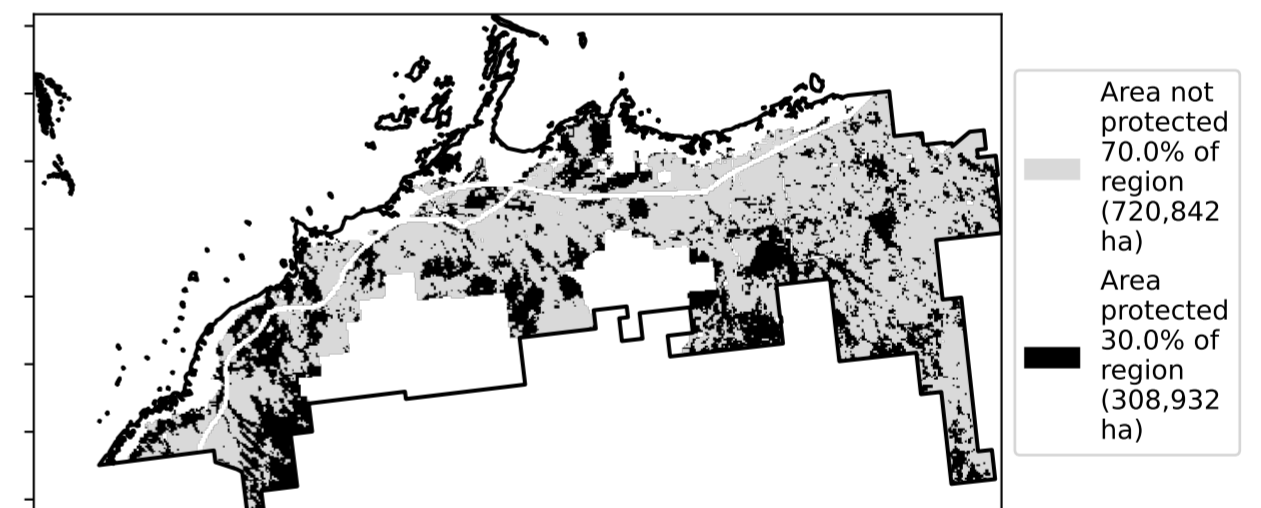 Area not
protected
70.0% of
region
(720,842
ha)
Area
protected
30.0% of
region
(308,932
ha)